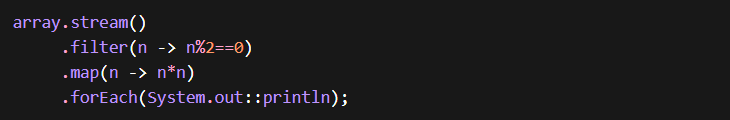 array.stream()
     .filter(n -> n%2==0)
     .map(n -> n*n)
     .forEach(System.out::println);